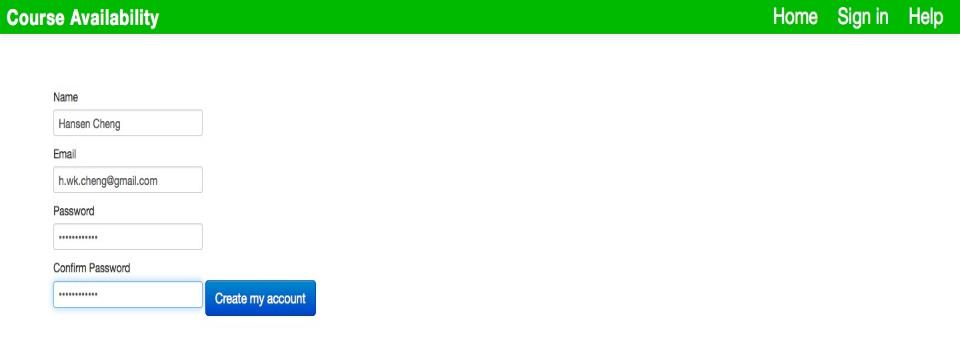 Course Availability Home Sign in Help
Name
Hansen Cheng
Email
h.wk.cheng@gmail.com
Password
••••••••••••
Confirm Password
•••••••••••• Create my account